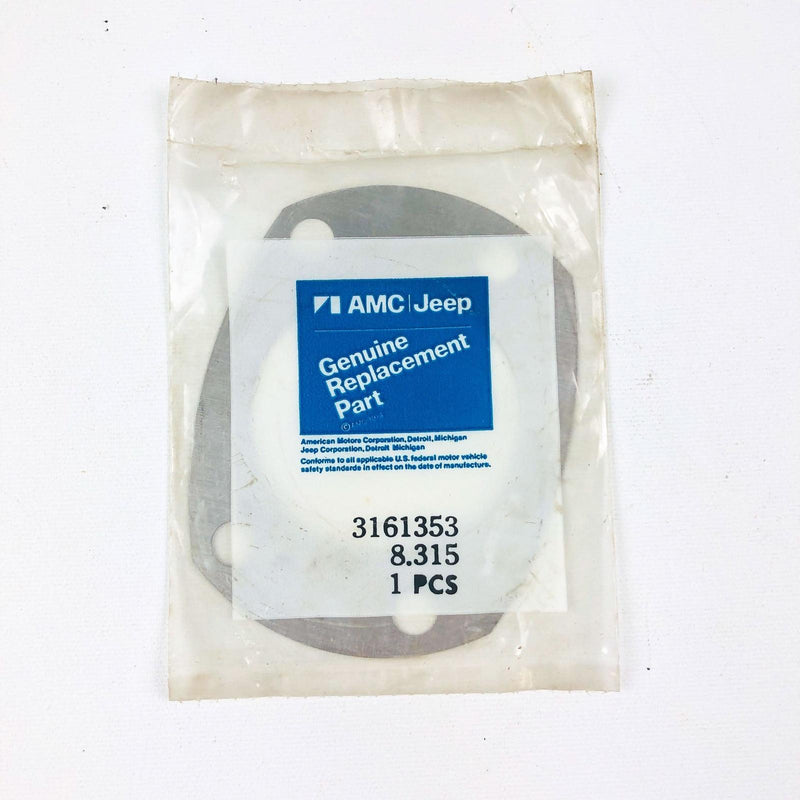 AMC | Jeep
Genuine
Replacement
Part
©
American Motors Corporation, Detroit, Michigan
Jeep Corporation, Detroit Michigan
Conforms to all applicable U.S. federal motor vehicle
safety standards in effect on the date of manufacture.
3161353
8.315
1 PCS